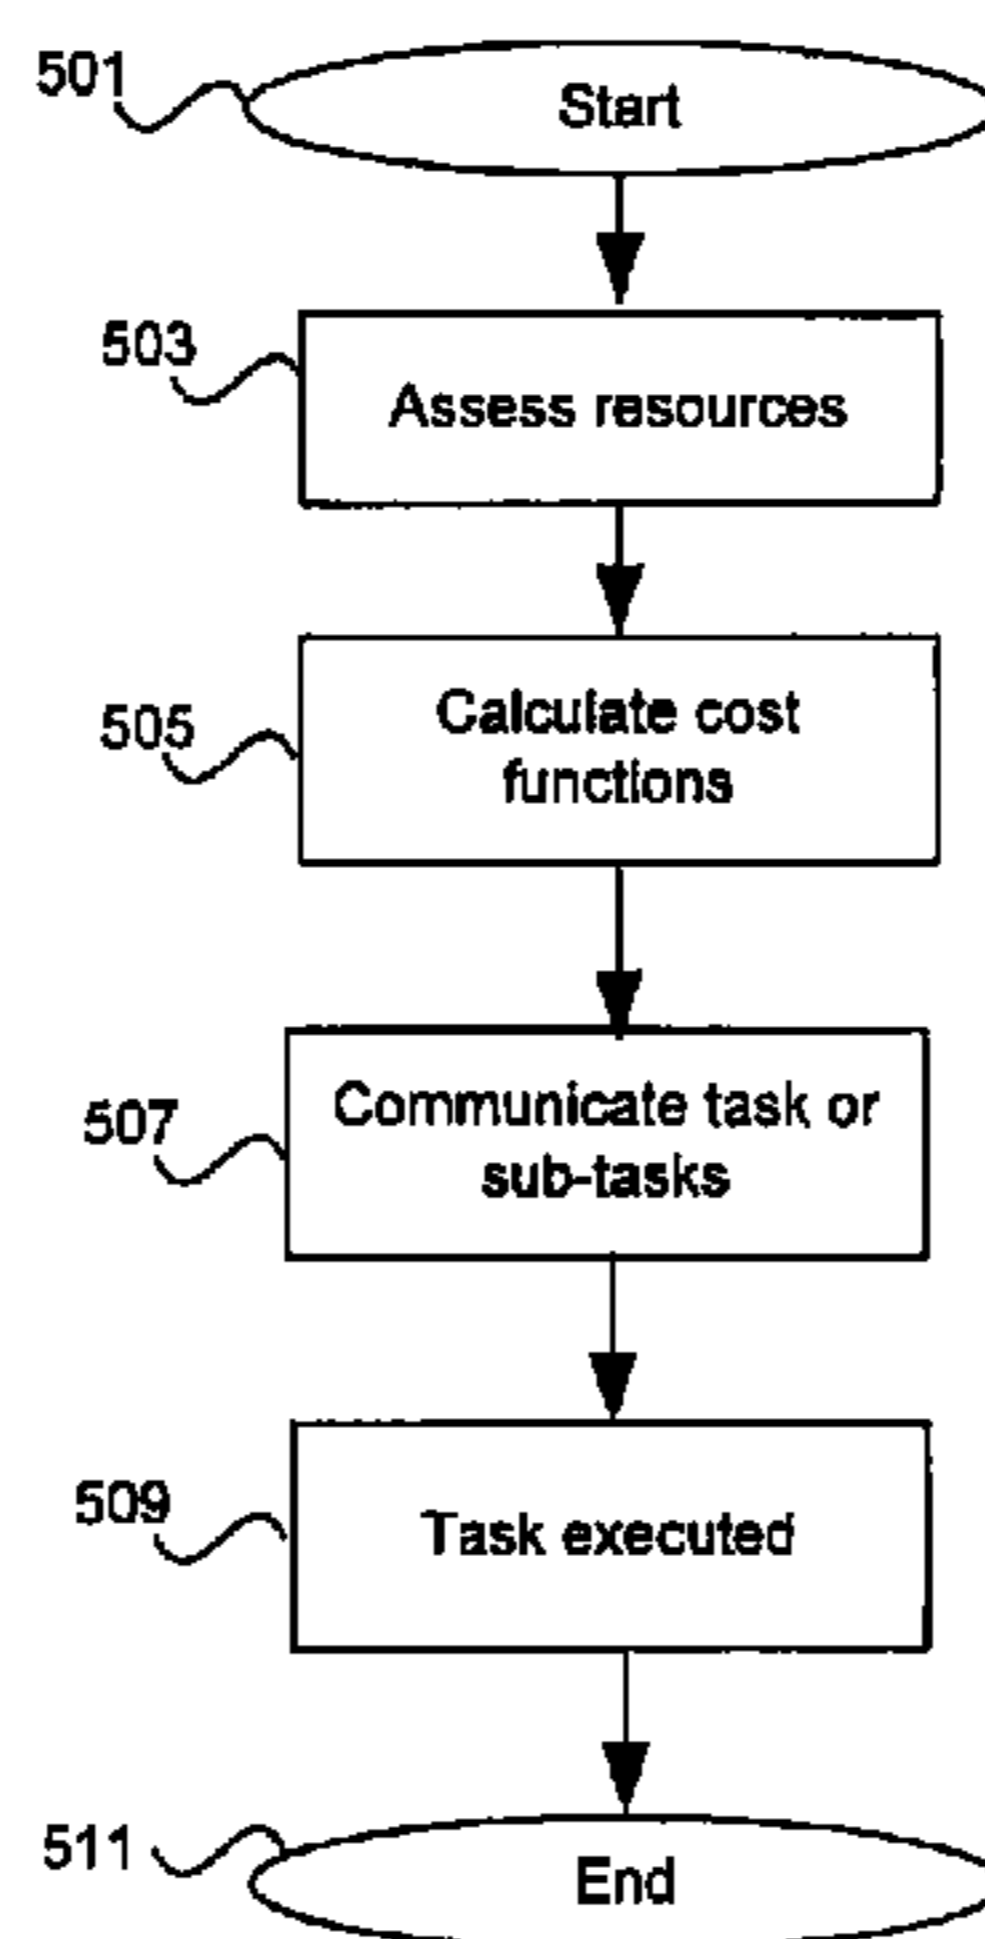 501
Start
503
Assess resources
505
Calculate cost
functions
507
Communicate task or
sub-tasks
509
Task executed
511
End